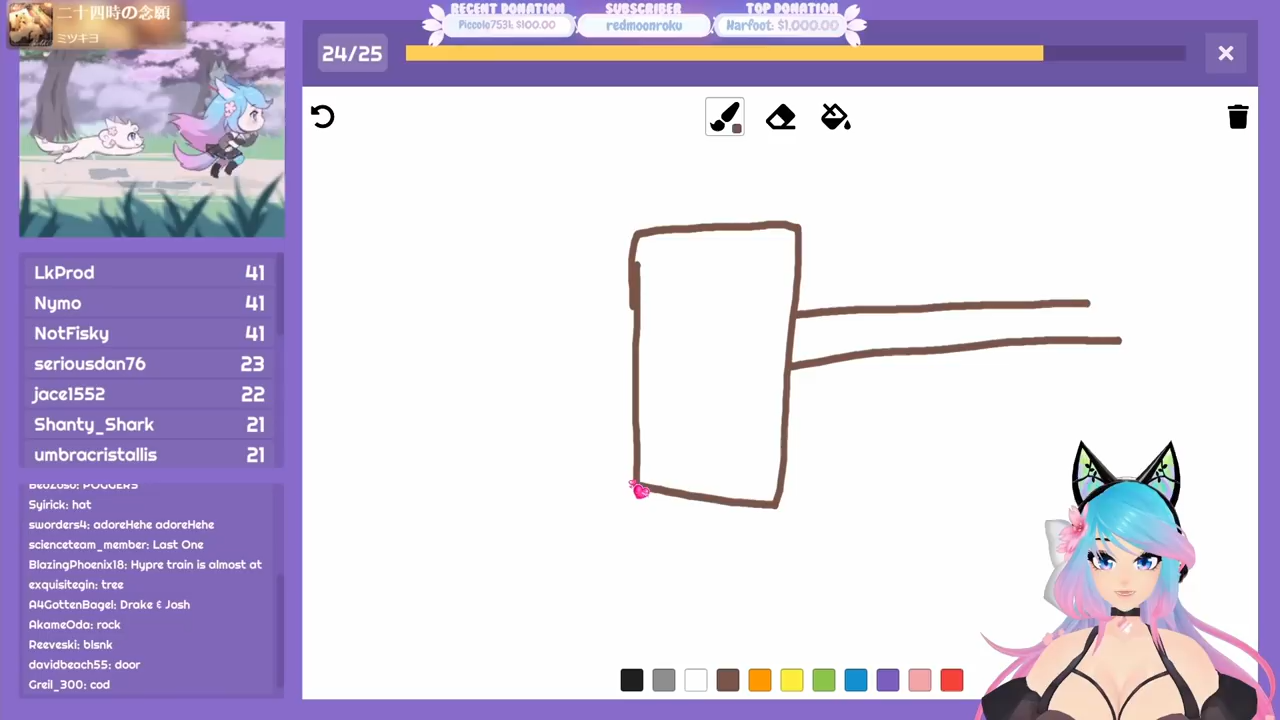 二十四時の念願
ミツキヨ
RECENT DONATION
Piccolo7531: $100.00
SUBSCRIBER
redmoonroku
TOP DONATION
Harfoot: $1,000.00
24/25
LkProd 41
Nymo 41
NotFisky 41
seriousdan76 23
jace1552 22
Shanty_Shark 21
umbracristallis 21
BeoZoso: POGGERS
Syirick: hat
sworders4: adoreHehe adoreHehe
scienceteam_member: Last One
BlazingPhoenix18: Hypre train is almost at
exquisitegin: tree
A4GottenBagel: Drake & Josh
AkameOda: rock
Reeveski: blsnk
davidbeach55: door
Greil_300: cod